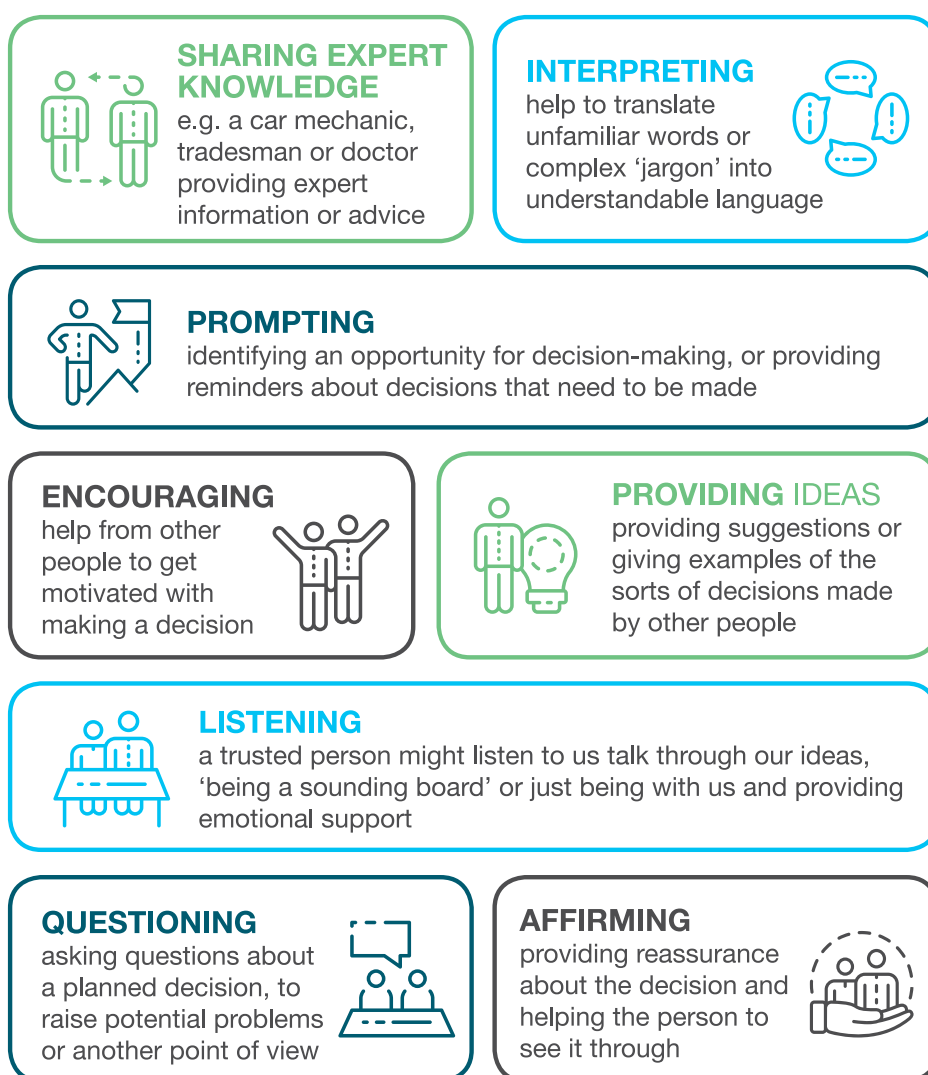 SHARING EXPERT
KNOWLEDGE
e.g. a car mechanic,
tradesman or doctor
providing expert
information or advice
INTERPRETING
help to translate
unfamiliar words or
complex ‘jargon’ into
understandable language
PROMPTING
identifying an opportunity for decision-making, or providing
reminders about decisions that need to be made
ENCOURAGING
help from other
people to get
motivated with
making a decision
PROVIDING IDEAS
providing suggestions or
giving examples of the
sorts of decisions made
by other people
LISTENING
a trusted person might listen to us talk through our ideas,
‘being a sounding board’ or just being with us and providing
emotional support
QUESTIONING
asking questions about
a planned decision, to
raise potential problems
or another point of view
AFFIRMING
providing reassurance
about the decision and
helping the person to
see it through